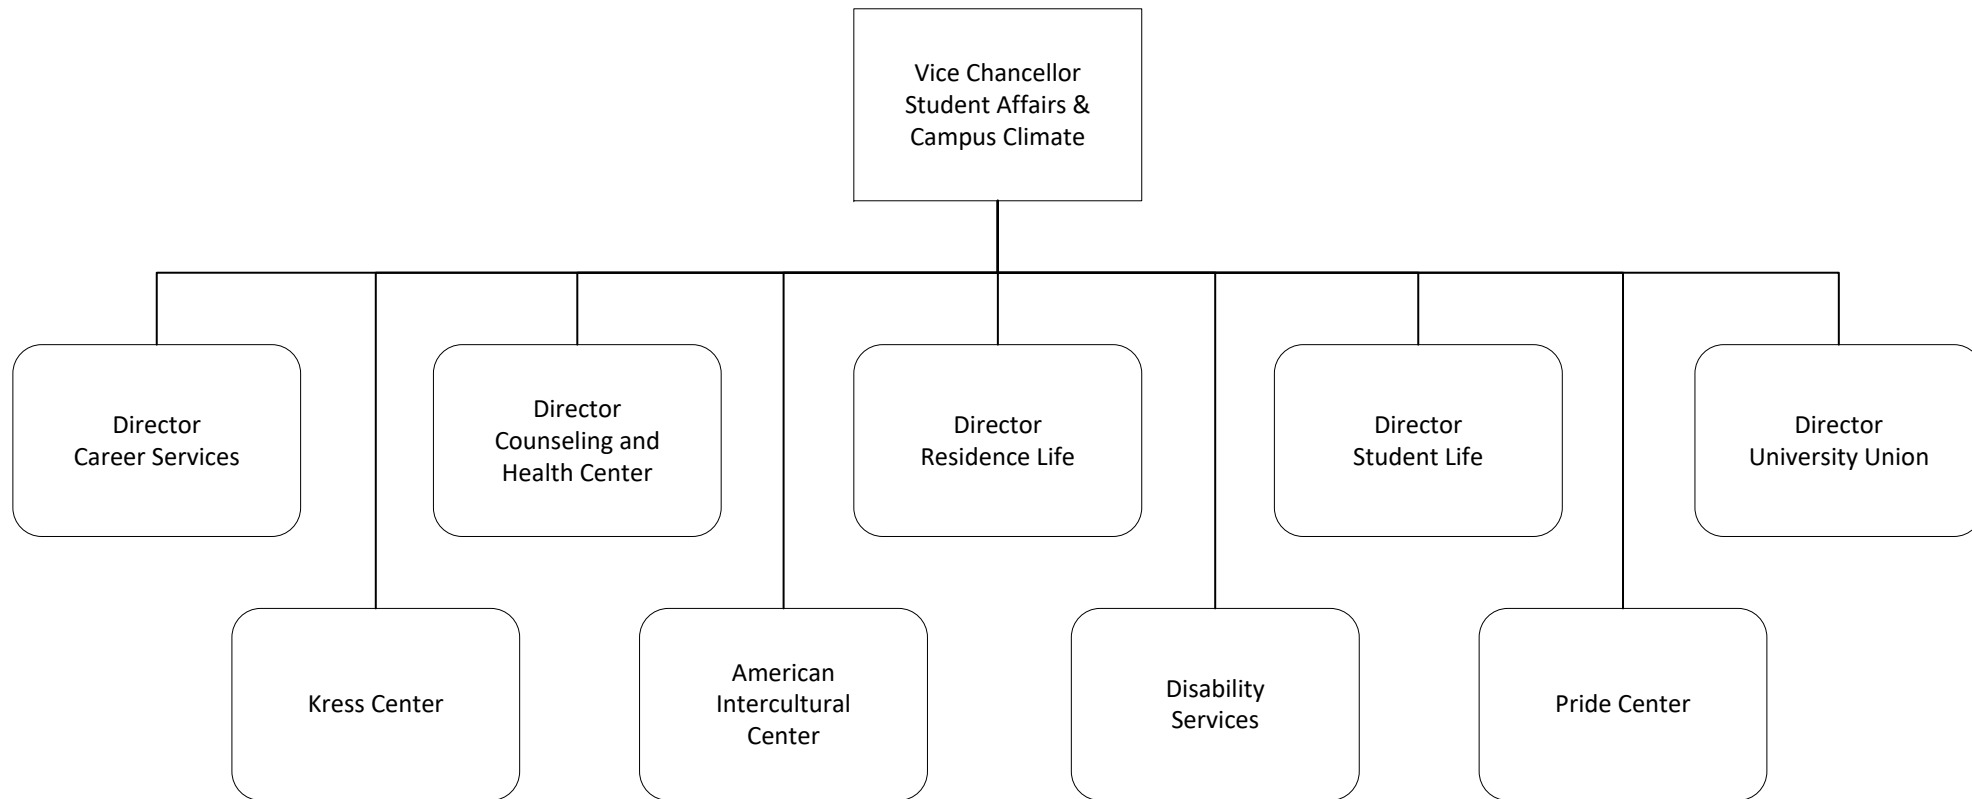 Vice Chancellor
Student Affairs &
Campus Climate
Director
Career Services
Director
Counseling and
Health Center
Director
Residence Life
Director
Student Life
Director
University Union
Kress Center
American
Intercultural
Center
Disability
Services
Pride Center